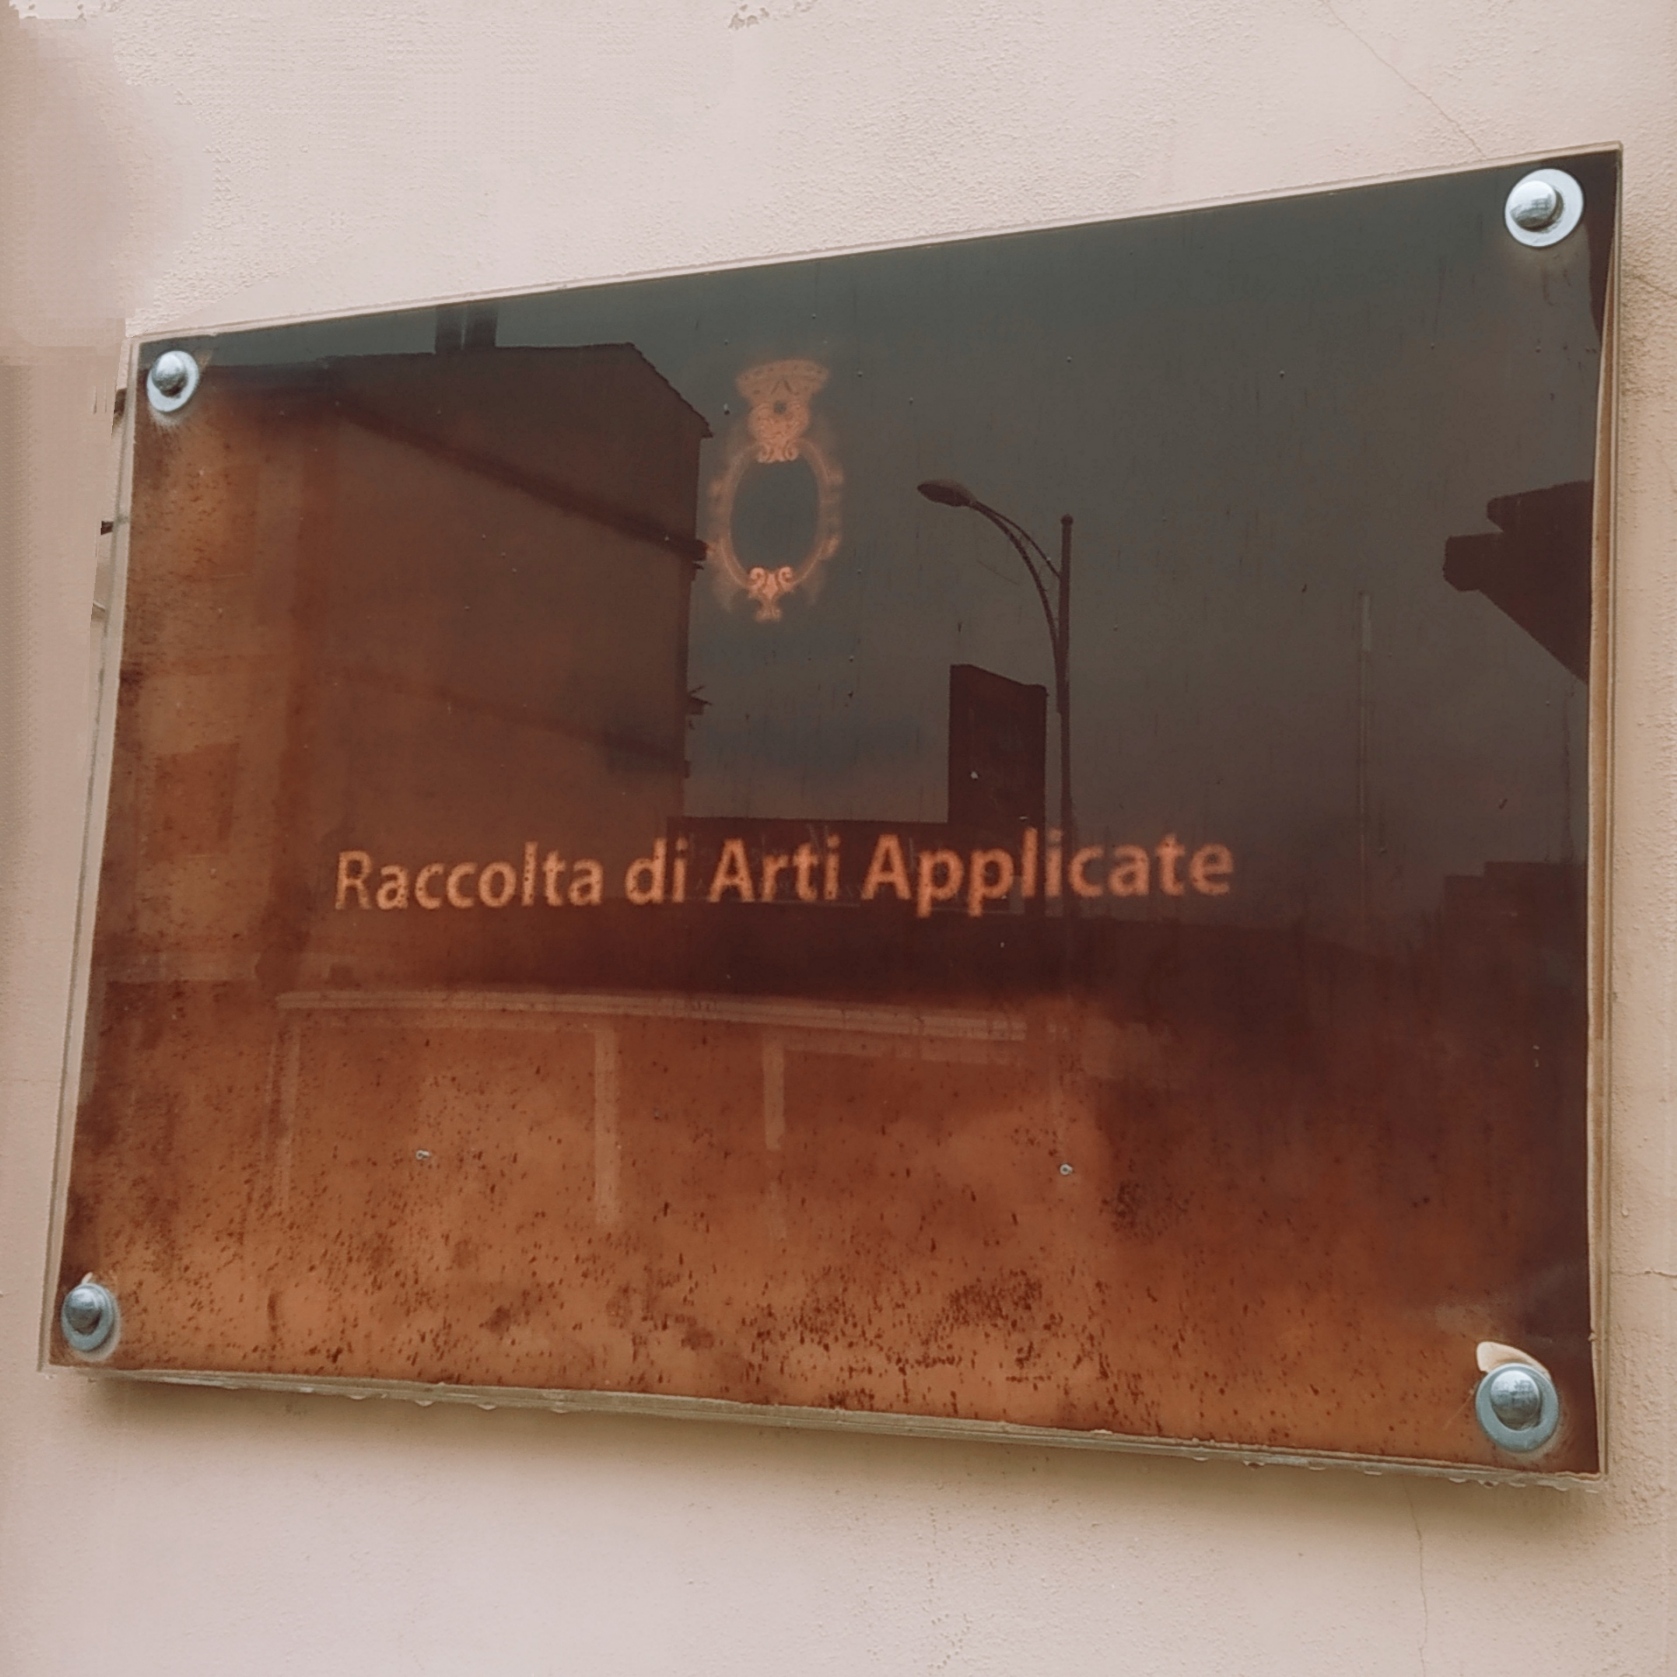 Raccolta di Arti Applicate